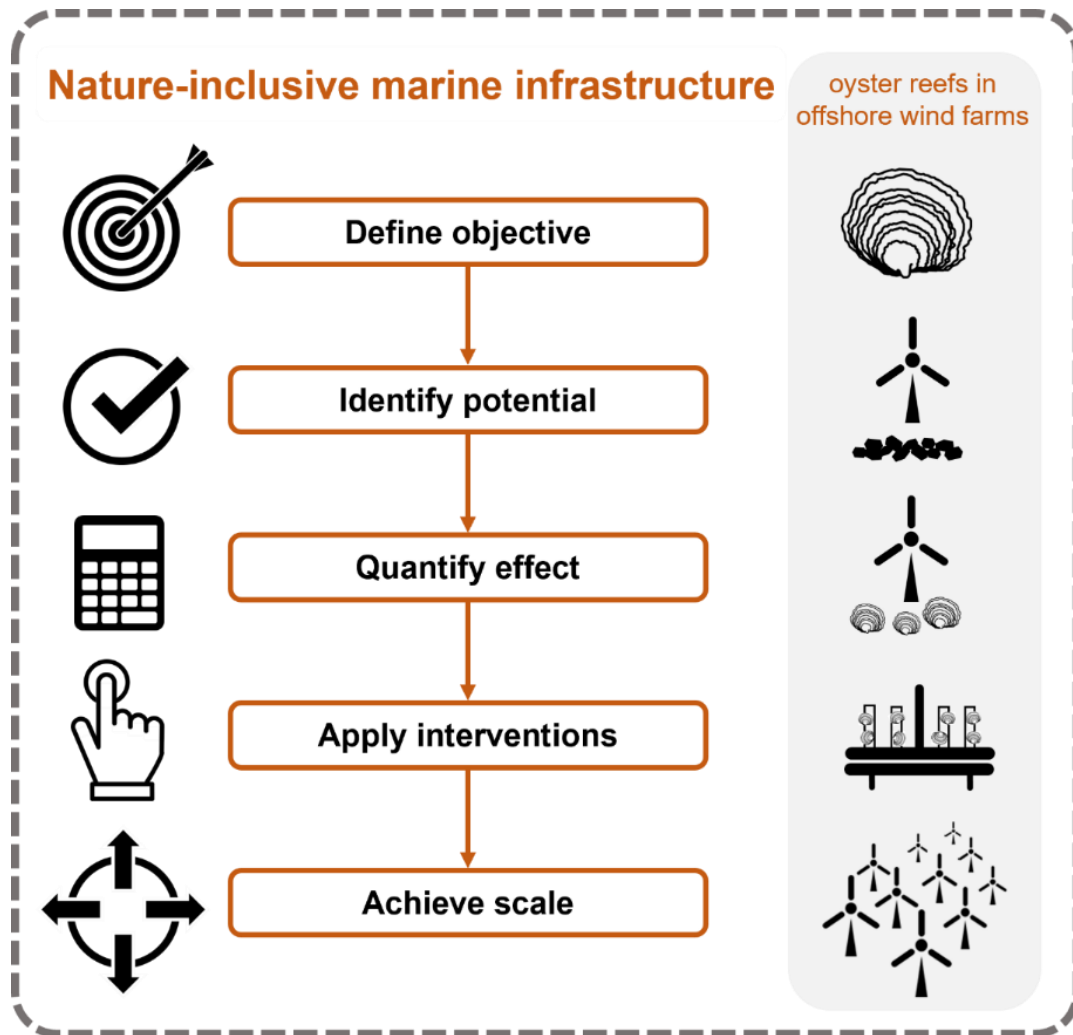 Nature-inclusive marine infrastructure
oyster reefs in
offshore wind farms
Define objective
Identify potential
Quantify effect
Apply interventions
Achieve scale